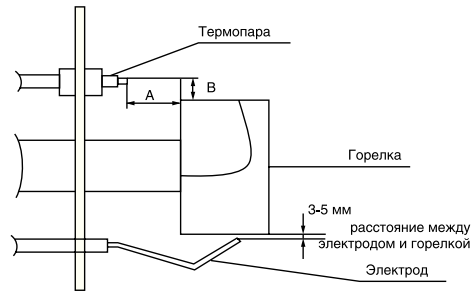 Термопара
A
B
Горелка
3-5 мм
расстояние между
электродом и горелкой
Электрод